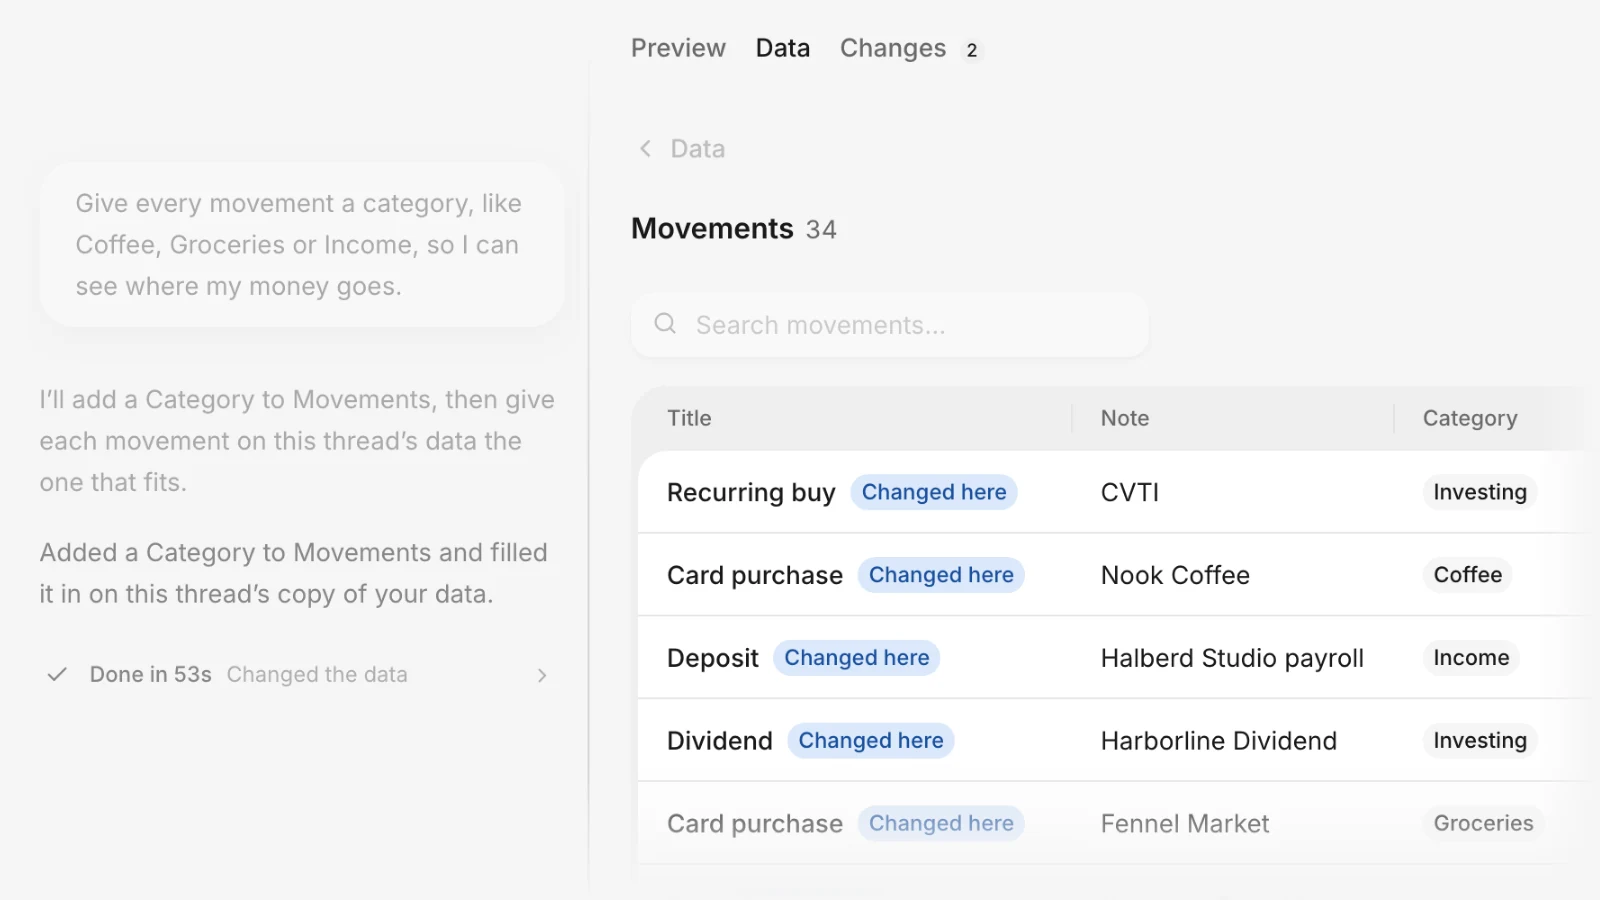 Preview Data Changes 2
Give every movement a category, like
Coffee, Groceries or Income, so I can
see where my money goes.
I’ll add a Category to Movements, then give
each movement on this thread’s data the
one that fits.
Added a Category to Movements and filled
it in on this thread’s copy of your data.
Done in 53s Changed the data
Data
Movements 34
Search movements...
Title Note Category
Recurring buy Changed here CVTI Investing
Card purchase Changed here Nook Coffee Coffee
Deposit Changed here Halberd Studio payroll Income
Dividend Changed here Harborline Dividend Investing
Card purchase Changed here Fennel Market Groceries